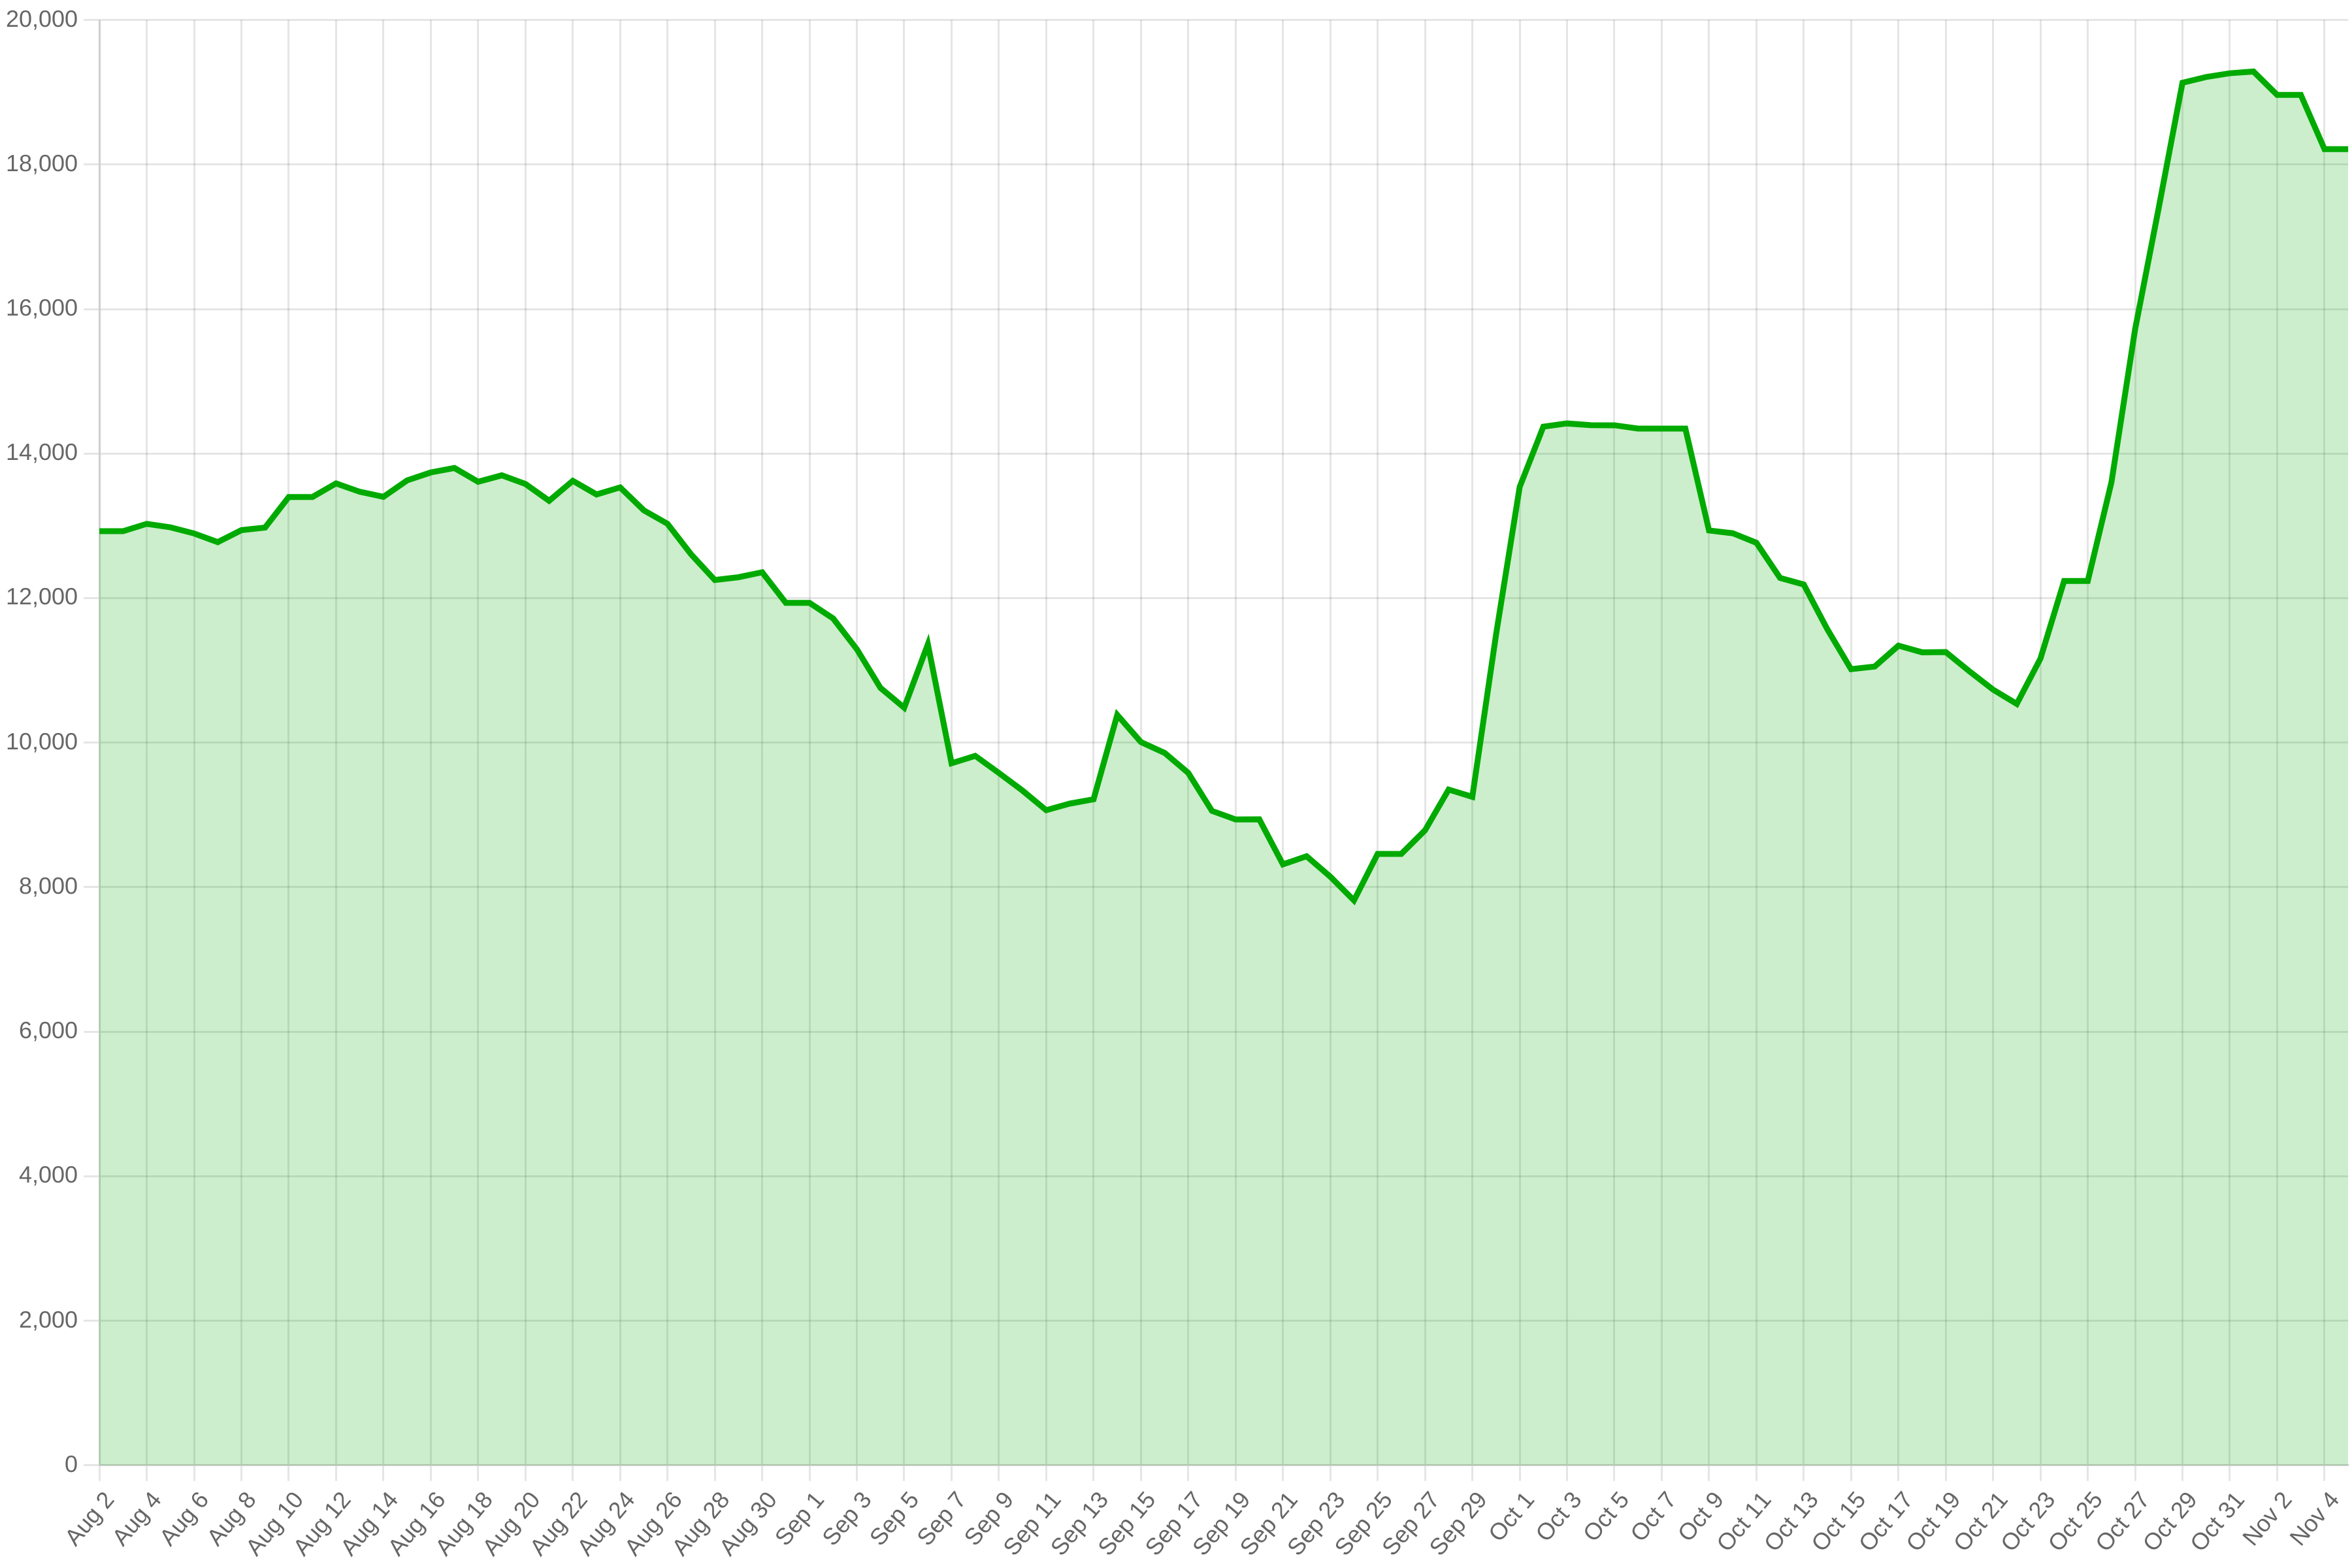 20,000
18,000
16,000
14,000
12,000
10,000
8,000
6,000
4,000
2,000
0
Aug 2
Aug 4
Aug 6
Aug 8
Aug 10
Aug 12
Aug 14
Aug 16
Aug 18
Aug 20
Aug 22
Aug 24
Aug 26
Aug 28
Aug 30
Sep 1
Sep 3
Sep 5
Sep 7
Sep 9
Sep 11
Sep 13
Sep 15
Sep 17
Sep 19
Sep 21
Sep 23
Sep 25
Sep 27
Sep 29
Oct 1
Oct 3
Oct 5
Oct 7
Oct 9
Oct 11
Oct 13
Oct 15
Oct 17
Oct 19
Oct 21
Oct 23
Oct 25
Oct 27
Oct 29
Oct 31
Nov 2
Nov 4